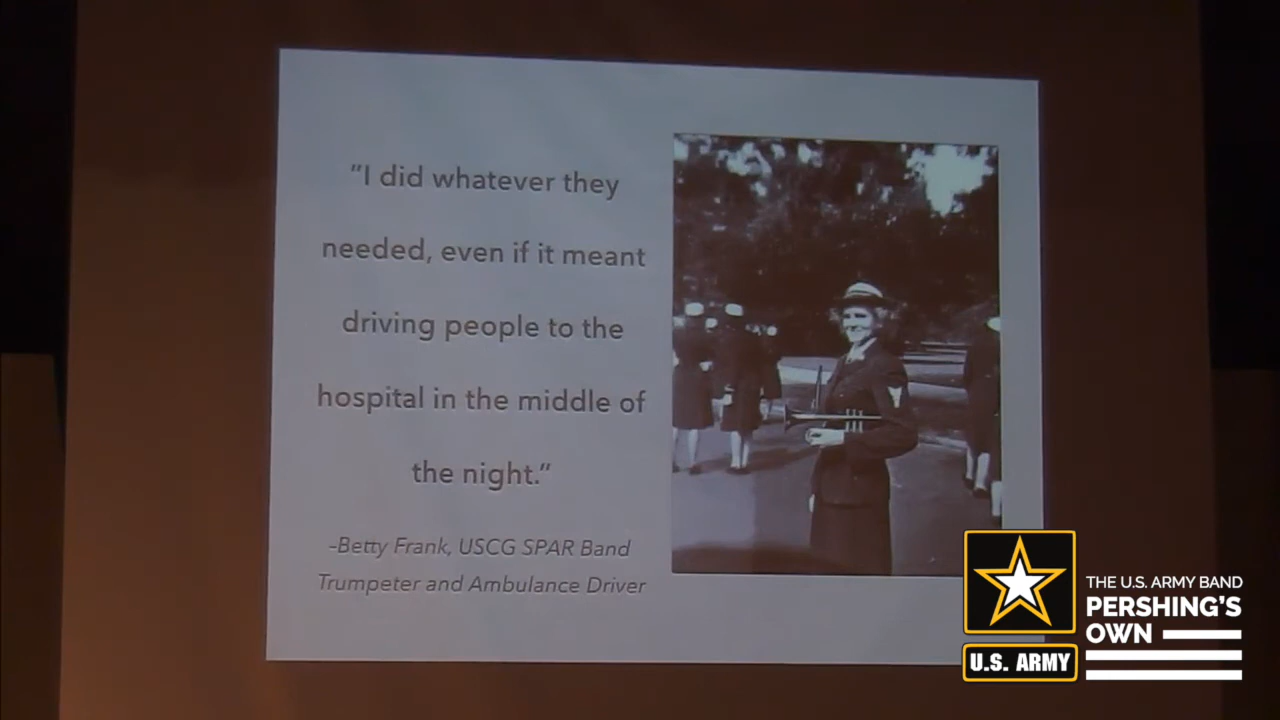 "I did whatever they
needed, even if it meant
driving people to the
hospital in the middle of
the night."
-Betty Frank, USCG SPAR Band
Trumpeter and Ambulance Driver
U.S. ARMY
THE U.S. ARMY BAND
PERSHING'S
OWN